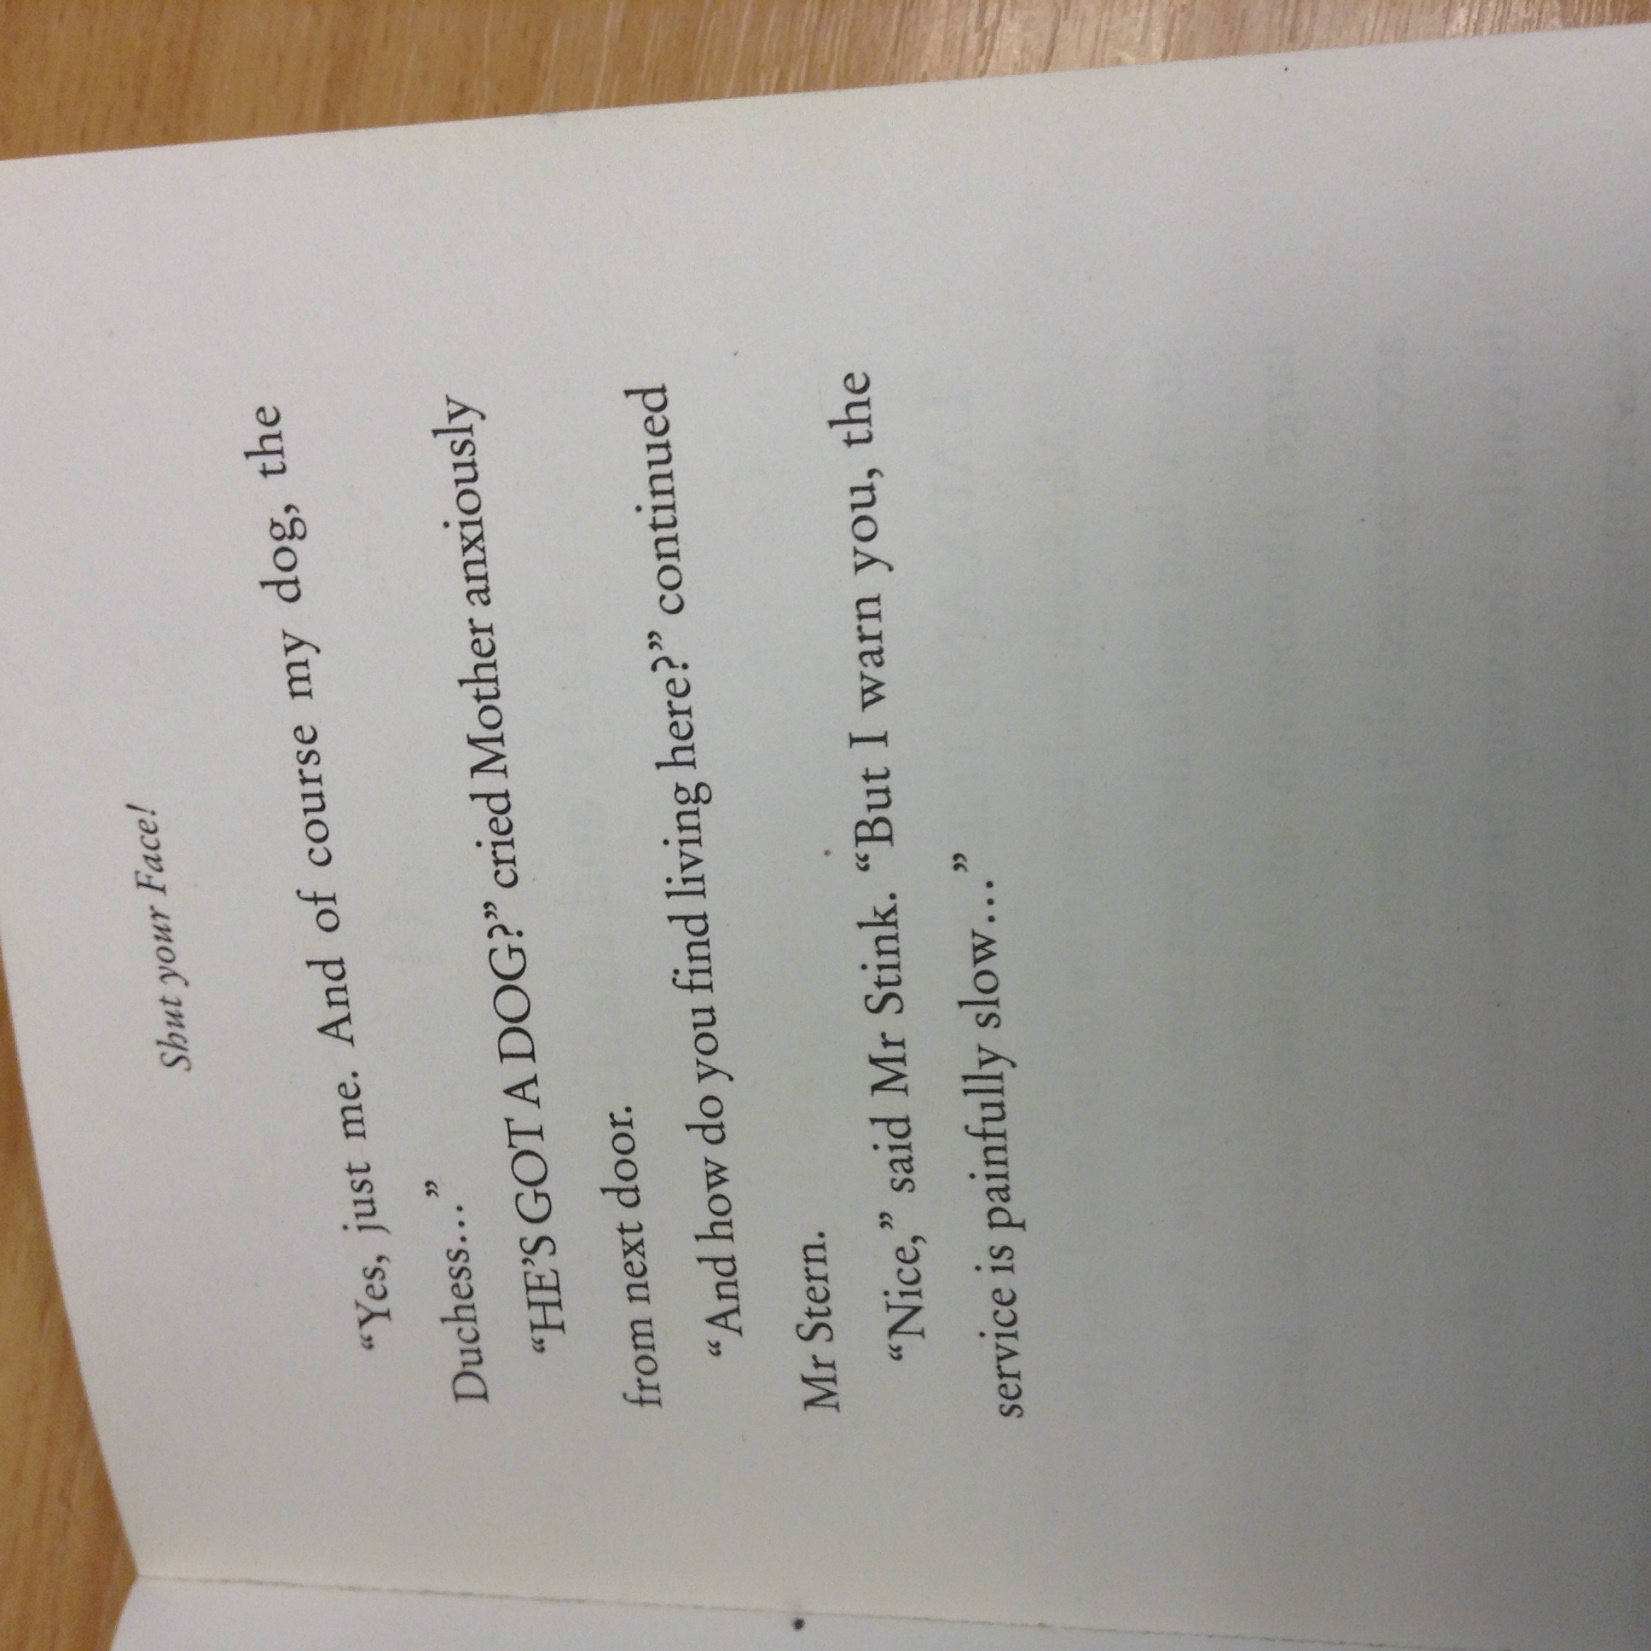 Shut your Face!
“Yes, just me. And of course my dog, the
Duchess…”
“HE’S GOT A DOG?” cried Mother anxiously
from next door.
“And how do you find living here?” continued
Mr Stern.
“Nice,” said Mr Stink. “But I warn you, the
service is painfully slow…”